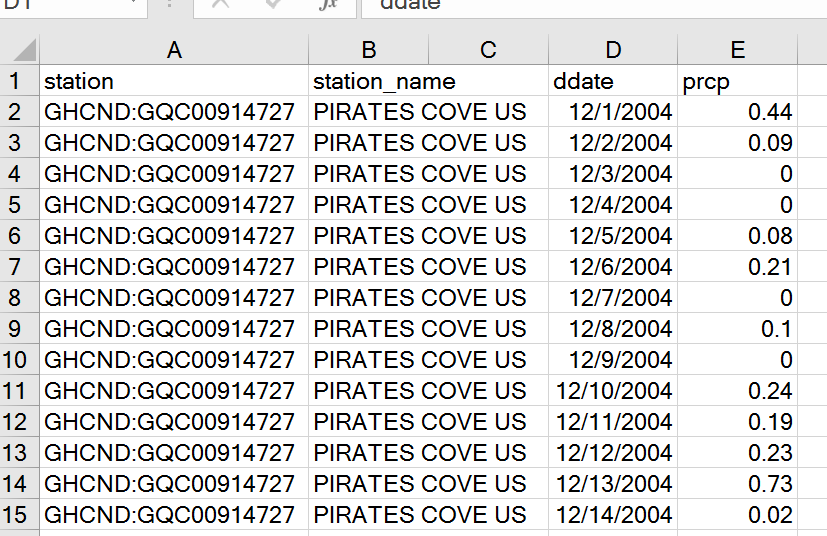 D1 fx ddate
A B C D E
1 station station_name ddate prcp
2 GHCND:GQC00914727 PIRATES COVE US 12/1/2004 0.44
3 GHCND:GQC00914727 PIRATES COVE US 12/2/2004 0.09
4 GHCND:GQC00914727 PIRATES COVE US 12/3/2004 0
5 GHCND:GQC00914727 PIRATES COVE US 12/4/2004 0
6 GHCND:GQC00914727 PIRATES COVE US 12/5/2004 0.08
7 GHCND:GQC00914727 PIRATES COVE US 12/6/2004 0.21
8 GHCND:GQC00914727 PIRATES COVE US 12/7/2004 0
9 GHCND:GQC00914727 PIRATES COVE US 12/8/2004 0.1
10 GHCND:GQC00914727 PIRATES COVE US 12/9/2004 0
11 GHCND:GQC00914727 PIRATES COVE US 12/10/2004 0.24
12 GHCND:GQC00914727 PIRATES COVE US 12/11/2004 0.19
13 GHCND:GQC00914727 PIRATES COVE US 12/12/2004 0.23
14 GHCND:GQC00914727 PIRATES COVE US 12/13/2004 0.73
15 GHCND:GQC00914727 PIRATES COVE US 12/14/2004 0.02